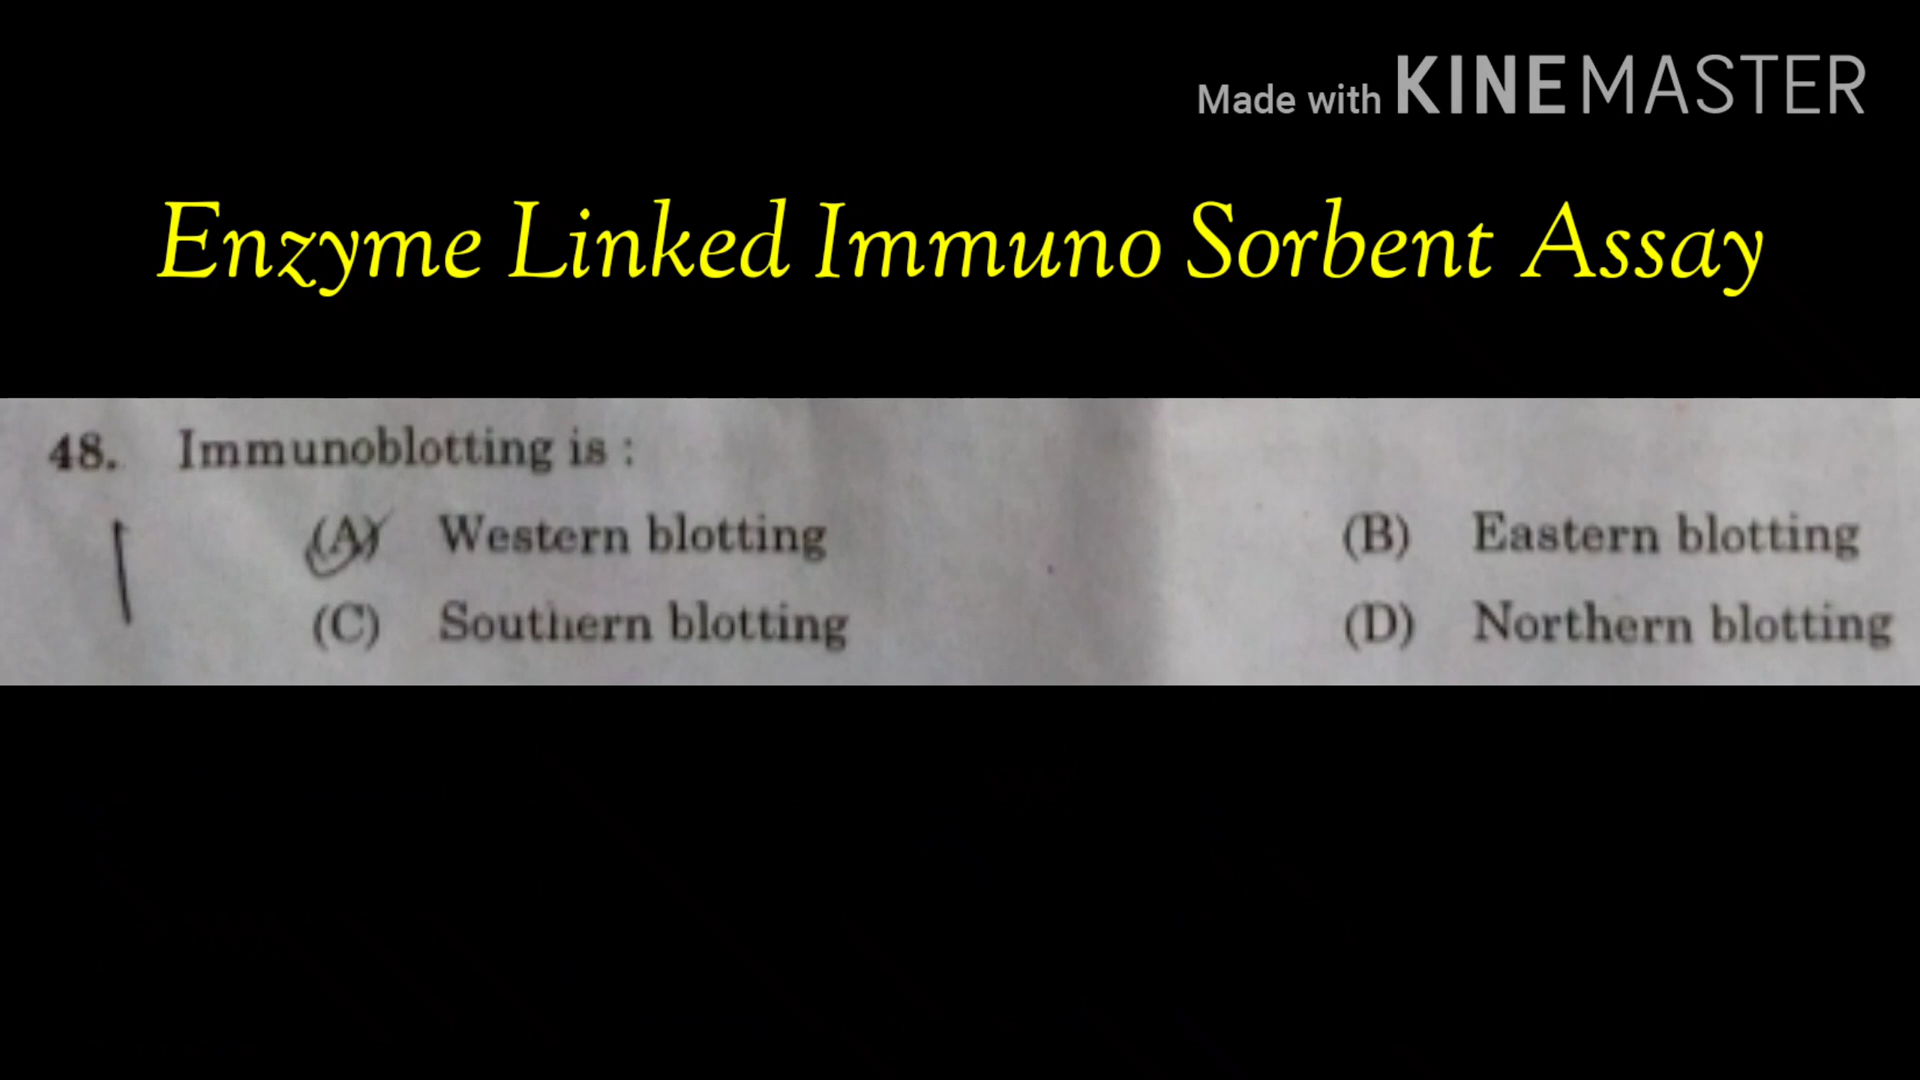 Made with KINEMASTER
Enzyme Linked Immuno Sorbent Assay
48. Immunoblotting is :
(A) Western blotting
(B) Eastern blotting
(C) Southern blotting
(D) Northern blotting